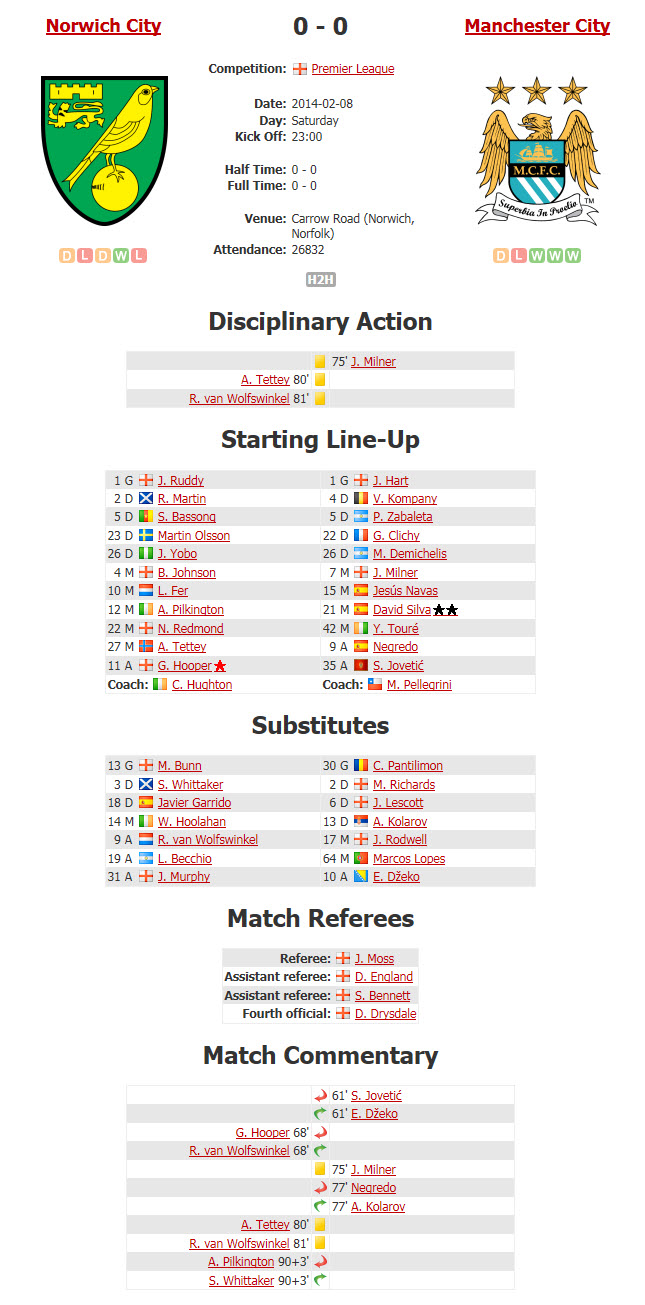 Norwich City 0 - 0 Manchester City
Competition: Premier League
Date: 2014-02-08
Day: Saturday
Kick Off: 23:00
Half Time: 0 - 0
Full Time: 0 - 0
Venue: Carrow Road (Norwich,
Norfolk)
Attendance: 26832
M.C.F.C.
Superbia In Proelio TM
D L D W L
D L W W W
H2H
Disciplinary Action
75' J. Milner
A. Tettey 80'
R. van Wolfswinkel 81'
Starting Line-Up
1 G J. Ruddy 1 G J. Hart
2 D R. Martin 4 D V. Kompany
5 D S. Bassong 5 D P. Zabaleta
23 D Martin Olsson 22 D G. Clichy
26 D J. Yobo 26 D M. Demichelis
4 M B. Johnson 7 M J. Milner
10 M L. Fer 15 M Jesús Navas
12 M A. Pilkington 21 M David Silva
22 M N. Redmond 42 M Y. Touré
27 M A. Tettey 9 A Negredo
11 A G. Hooper 35 A S. Jovetić
Coach: C. Hughton Coach: M. Pellegrini
Substitutes
13 G M. Bunn 30 G C. Pantilimon
3 D S. Whittaker 2 D M. Richards
18 D Javier Garrido 6 D J. Lescott
14 M W. Hoolahan 13 D A. Kolarov
9 A R. van Wolfswinkel 17 M J. Rodwell
19 A L. Becchio 64 M Marcos Lopes
31 A J. Murphy 10 A E. Džeko
Match Referees
Referee: J. Moss
Assistant referee: D. England
Assistant referee: S. Bennett
Fourth official: D. Drysdale
Match Commentary
61' S. Jovetić
61' E. Džeko
G. Hooper 68'
R. van Wolfswinkel 68'
75' J. Milner
77' Negredo
77' A. Kolarov
A. Tettey 80'
R. van Wolfswinkel 81'
A. Pilkington 90+3'
S. Whittaker 90+3'